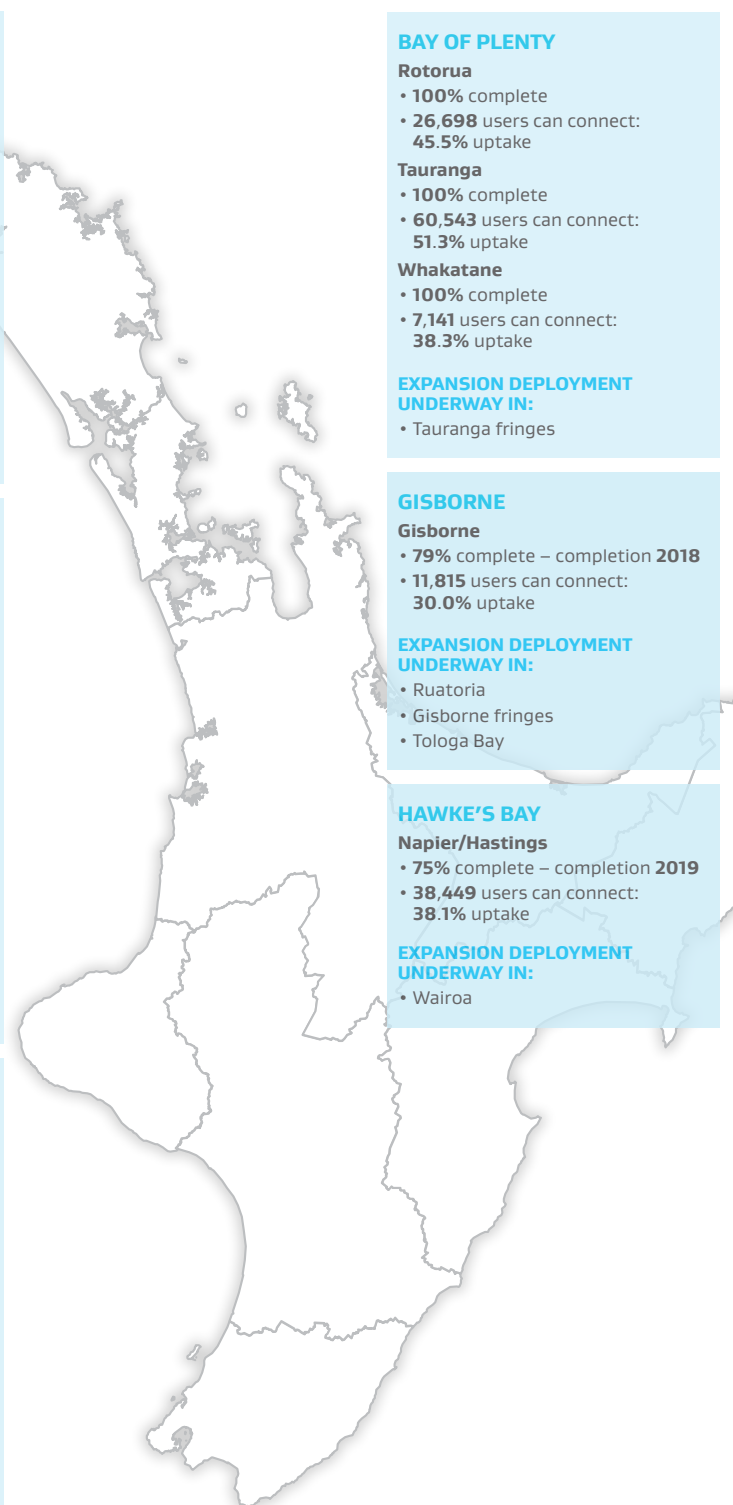 BAY OF PLENTY
Rotorua
• 100% complete
• 26,698 users can connect:
45.5% uptake
Tauranga
• 100% complete
• 60,543 users can connect:
51.3% uptake
Whakatane
• 100% complete
• 7,141 users can connect:
38.3% uptake
EXPANSION DEPLOYMENT
UNDERWAY IN:
• Tauranga fringes
GISBORNE
Gisborne
• 79% complete – completion 2018
• 11,815 users can connect:
30.0% uptake
EXPANSION DEPLOYMENT
UNDERWAY IN:
• Ruatoria
• Gisborne fringes
• Tologa Bay
HAWKE'S BAY
Napier/Hastings
• 75% complete – completion 2019
• 38,449 users can connect:
38.1% uptake
EXPANSION DEPLOYMENT
UNDERWAY IN:
• Wairoa